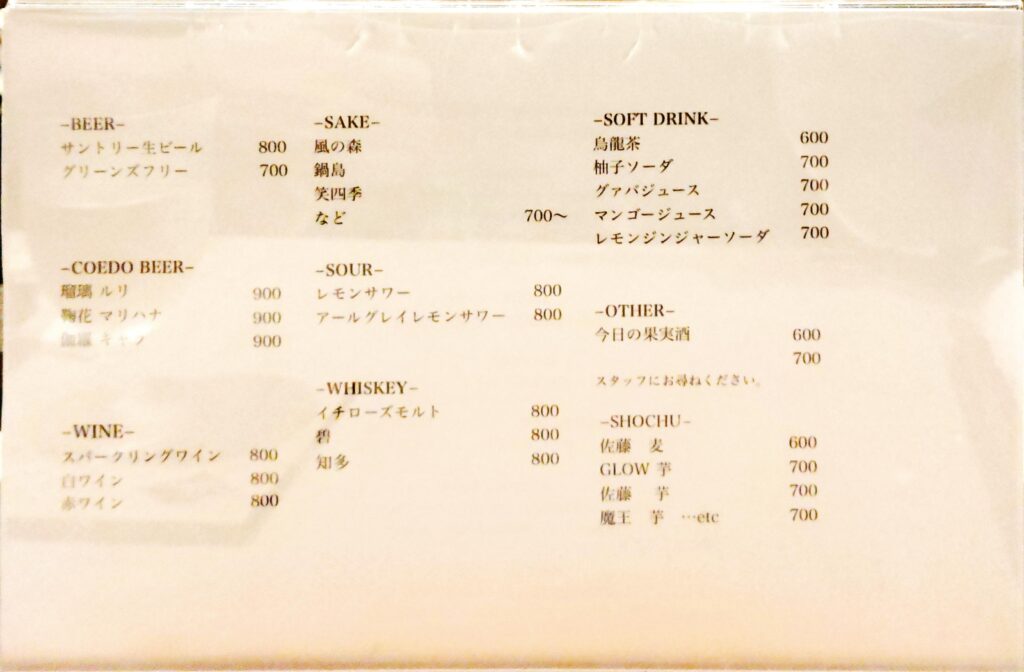 –BEER–
サントリー生ビール 800
グリーンズフリー 700
–COEDO BEER–
瑠璃 ルリ 900
鞠花 マリハナ 900
伽羅 キャラ 900
–WINE–
スパークリングワイン 800
白ワイン 800
赤ワイン 800
–SAKE–
風の森
鍋島
笑四季
など 700〜
–SOUR–
レモンサワー 800
アールグレイレモンサワー 800
–WHISKEY–
イチローズモルト 800
碧 800
知多 800
–SOFT DRINK–
烏龍茶 600
柚子ソーダ 700
グァバジュース 700
マンゴージュース 700
レモンジンジャーソーダ 700
–OTHER–
今日の果実酒 600
700
スタッフにお尋ねください。
–SHOCHU–
佐藤 麦 600
GLOW 芋 700
佐藤 芋 700
魔王 芋 …etc 700